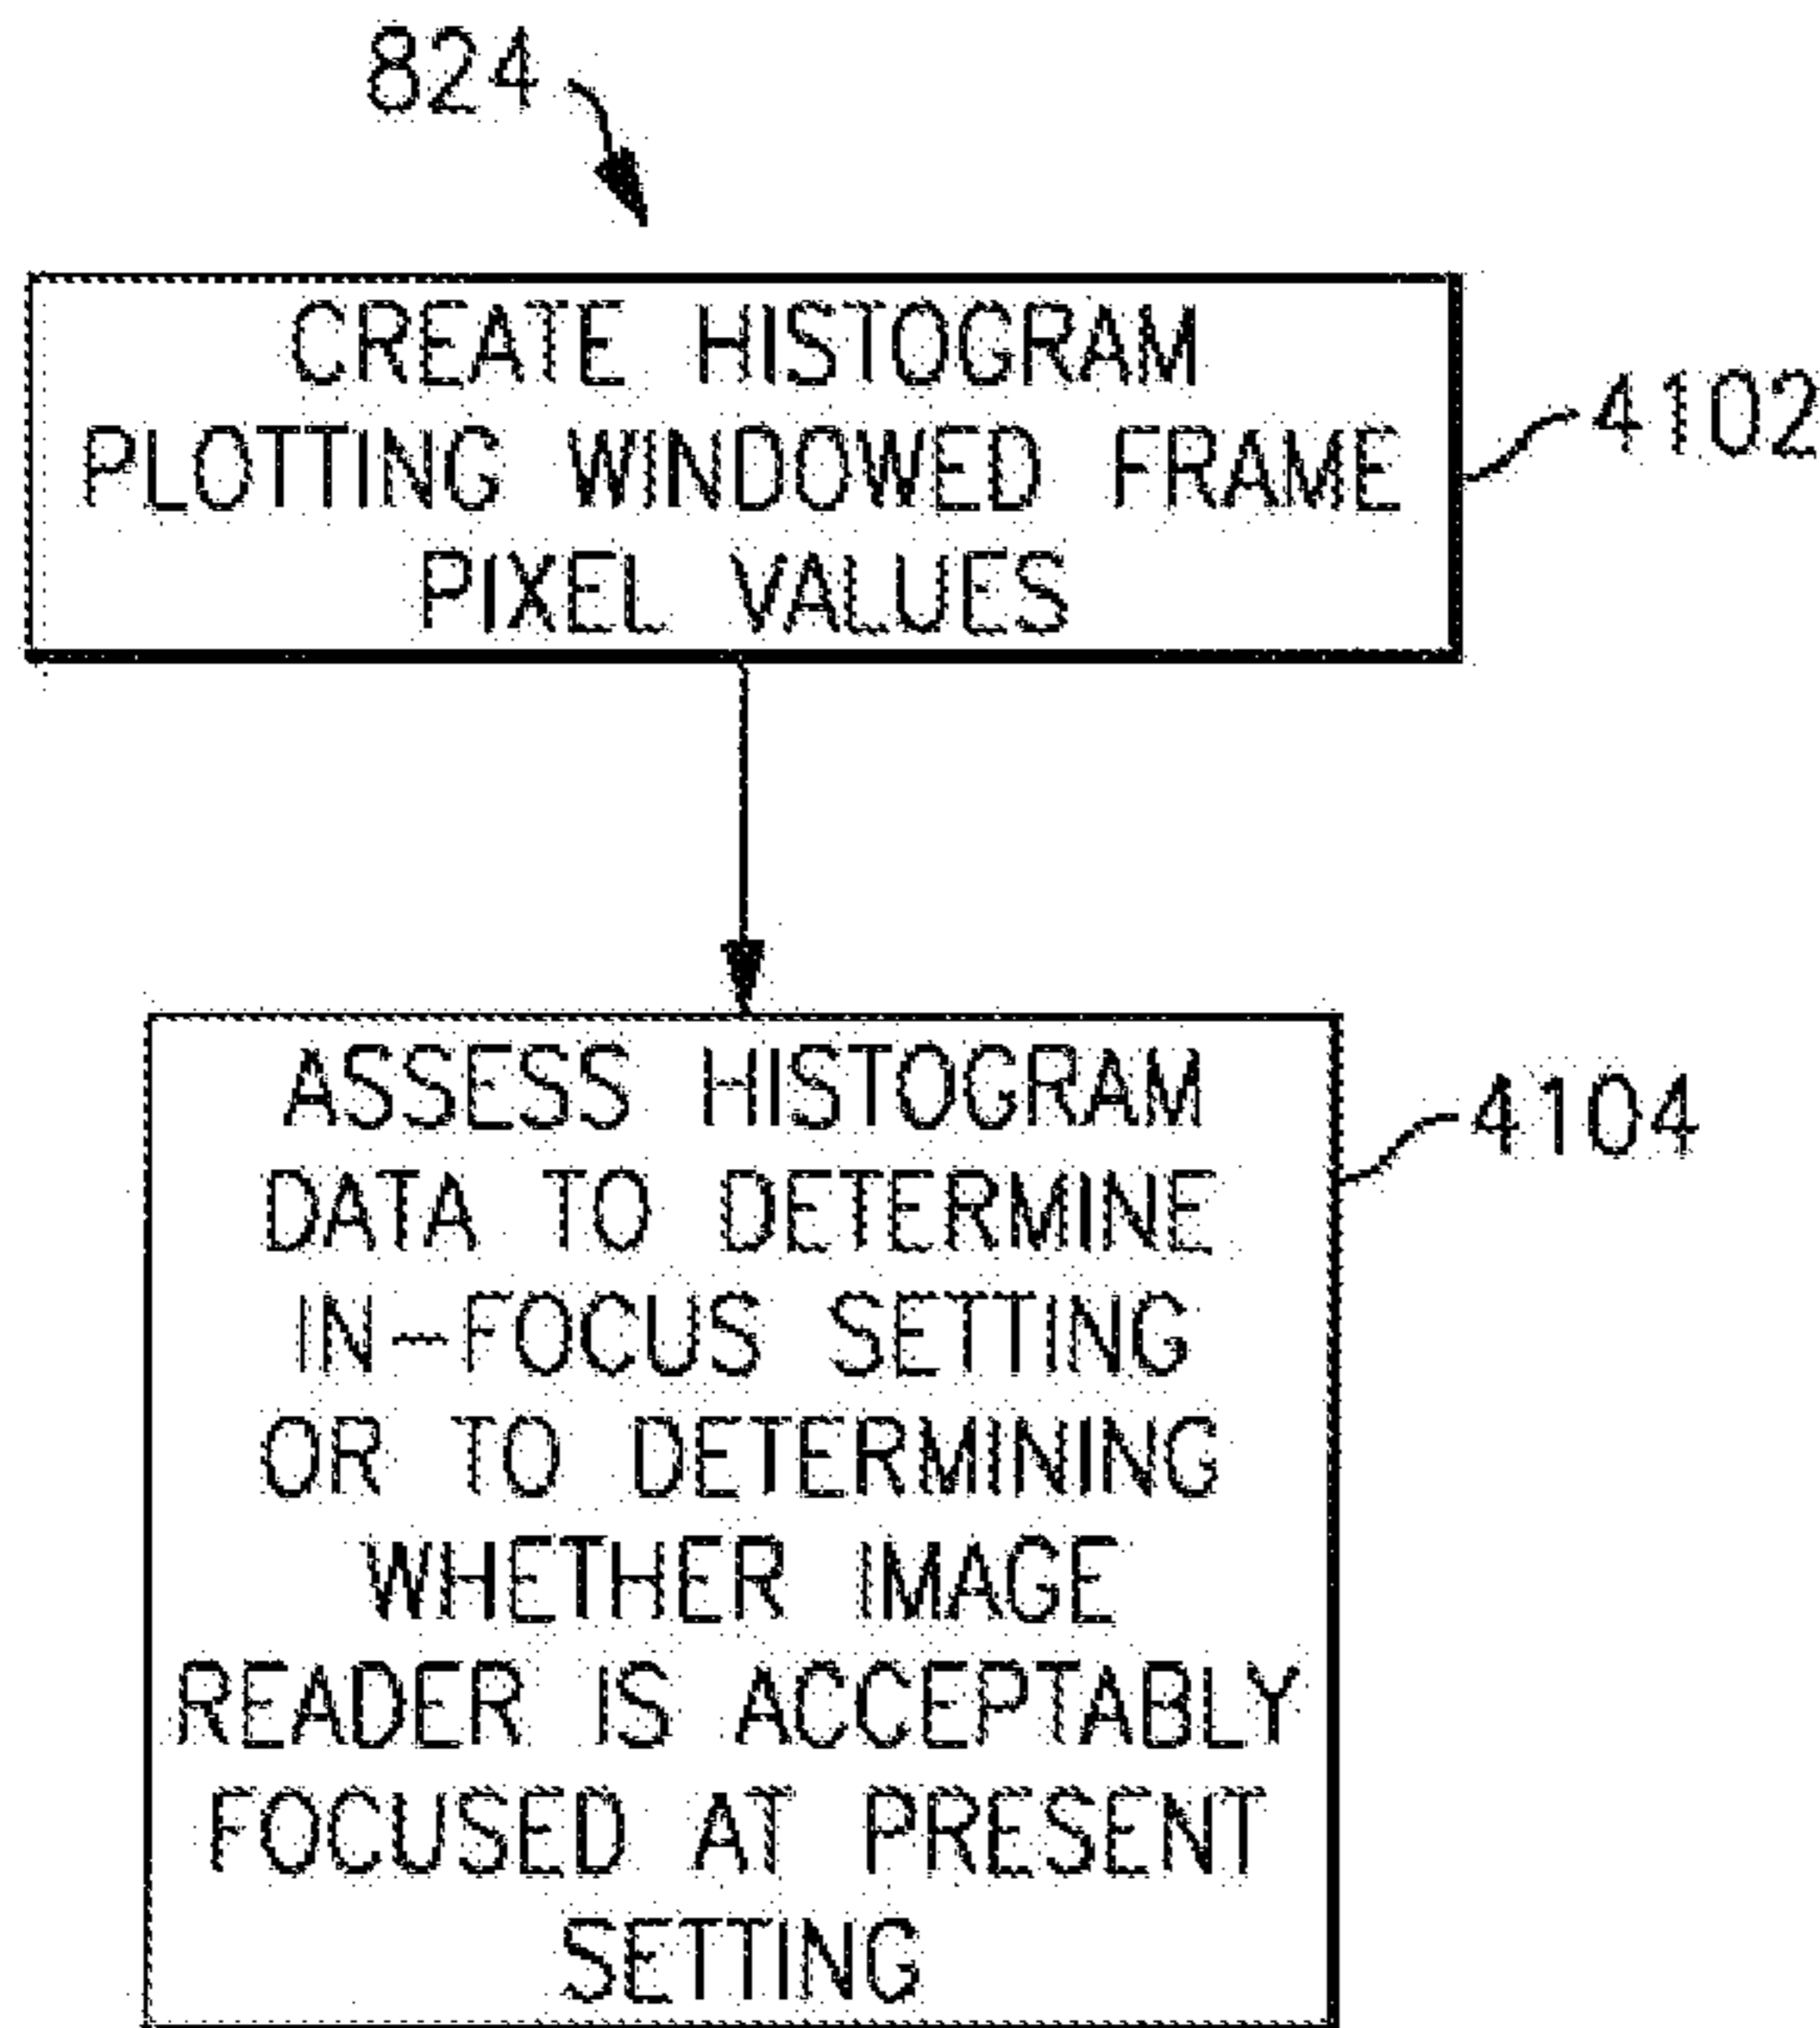 824
CREATE HISTOGRAM
PLOTTING WINDOWED FRAME
PIXEL VALUES
4102
ASSESS HISTOGRAM
DATA TO DETERMINE
IN-FOCUS SETTING
OR TO DETERMINING
WHETHER IMAGE
READER IS ACCEPTABLY
FOCUSED AT PRESENT
SETTING
4104